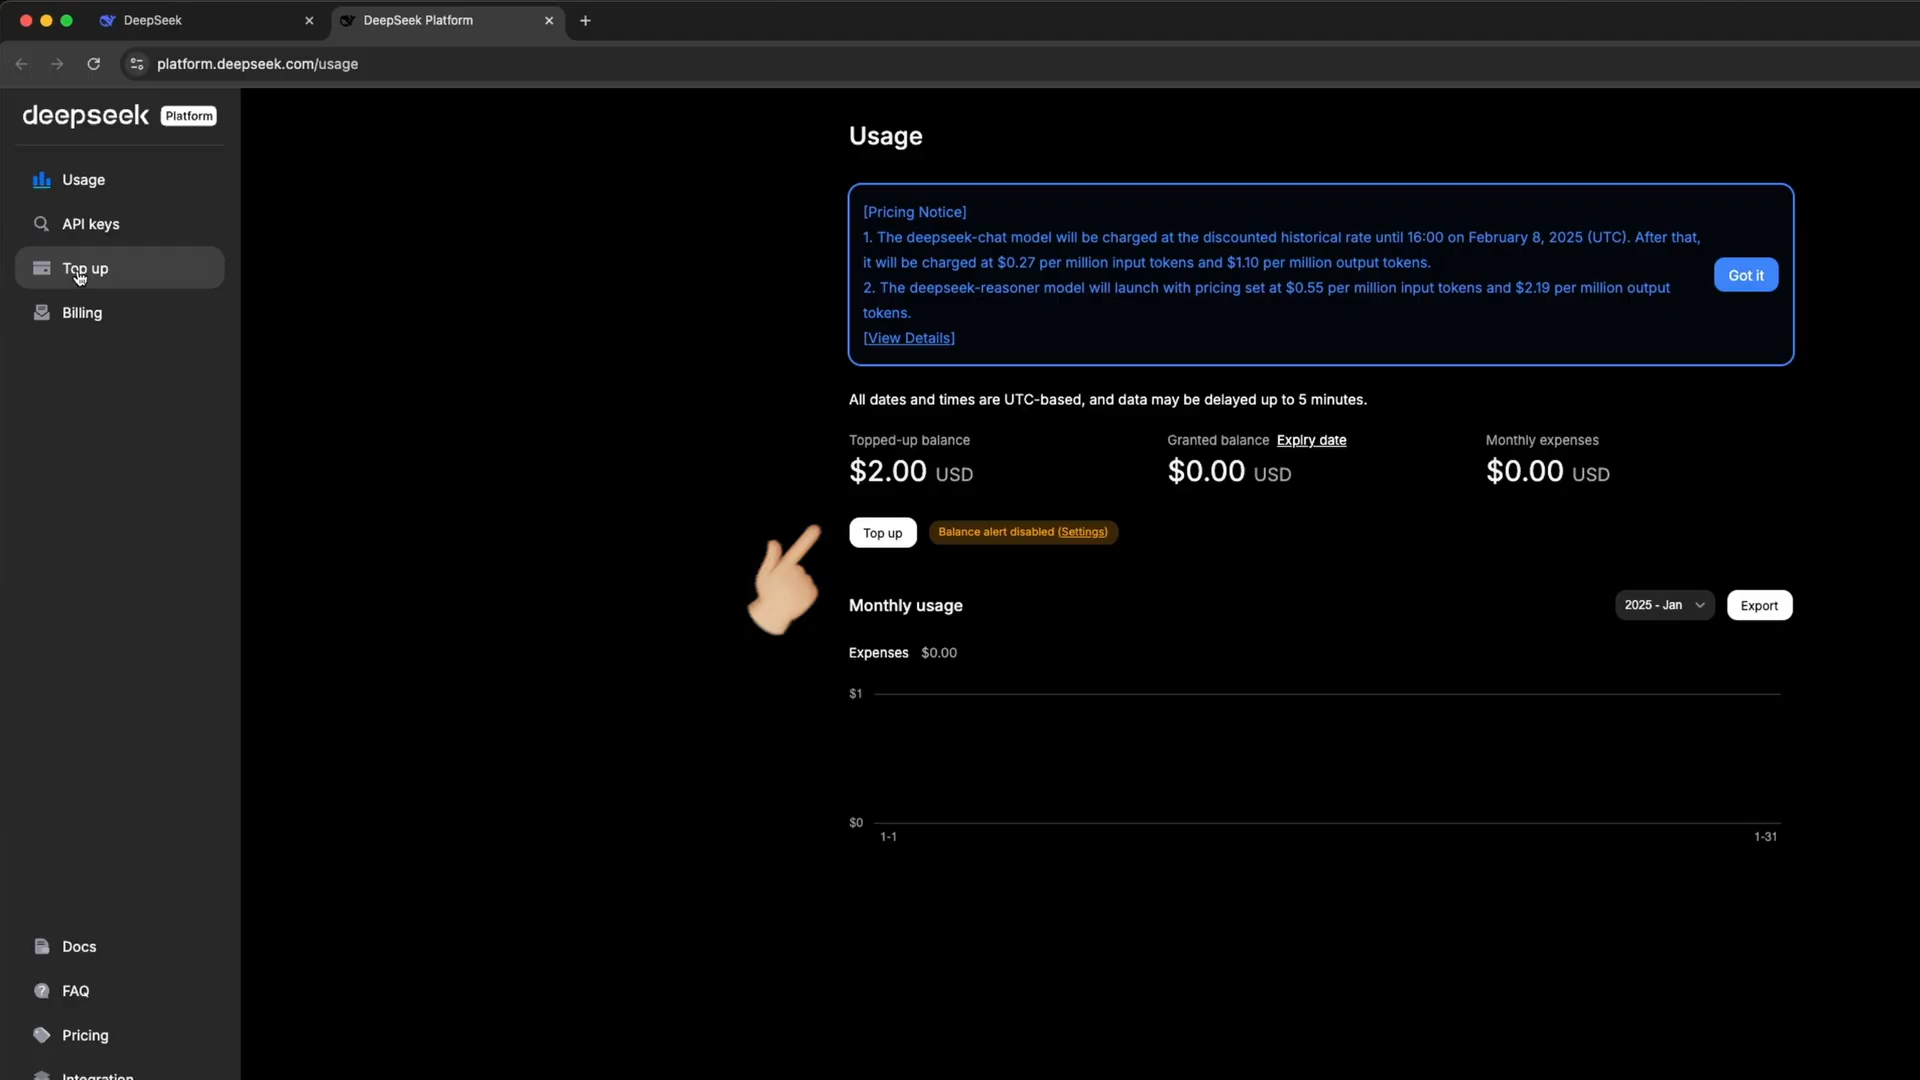 DeepSeek
DeepSeek Platform
platform.deepseek.com/usage
deepseek Platform
Usage
API keys
Top up
Billing
Docs
FAQ
Pricing
Integration
Usage
[Pricing Notice]
1. The deepseek-chat model will be charged at the discounted historical rate until 16:00 on February 8, 2025 (UTC). After that,
it will be charged at $0.27 per million input tokens and $1.10 per million output tokens.
2. The deepseek-reasoner model will launch with pricing set at $0.55 per million input tokens and $2.19 per million output
tokens.
[View Details]
Got it
All dates and times are UTC-based, and data may be delayed up to 5 minutes.
Topped-up balance
$2.00 USD
Granted balance Expiry date
$0.00 USD
Monthly expenses
$0.00 USD
Top up
Balance alert disabled (Settings)
Monthly usage
2025 - Jan
Export
Expenses $0.00
$1
$0
1-1
1-31